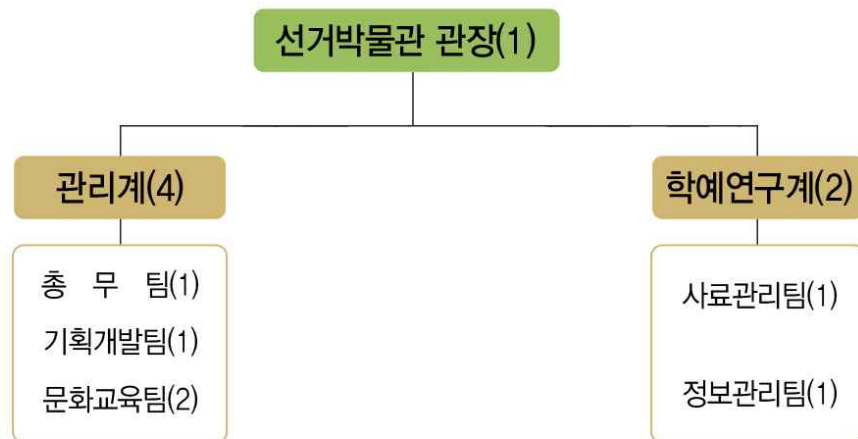 선거박물관 관장(1)
관리계(4)
총 무 팀(1)
기획개발팀(1)
문화교육팀(2)
학예연구계(2)
사료관리팀(1)
정보관리팀(1)